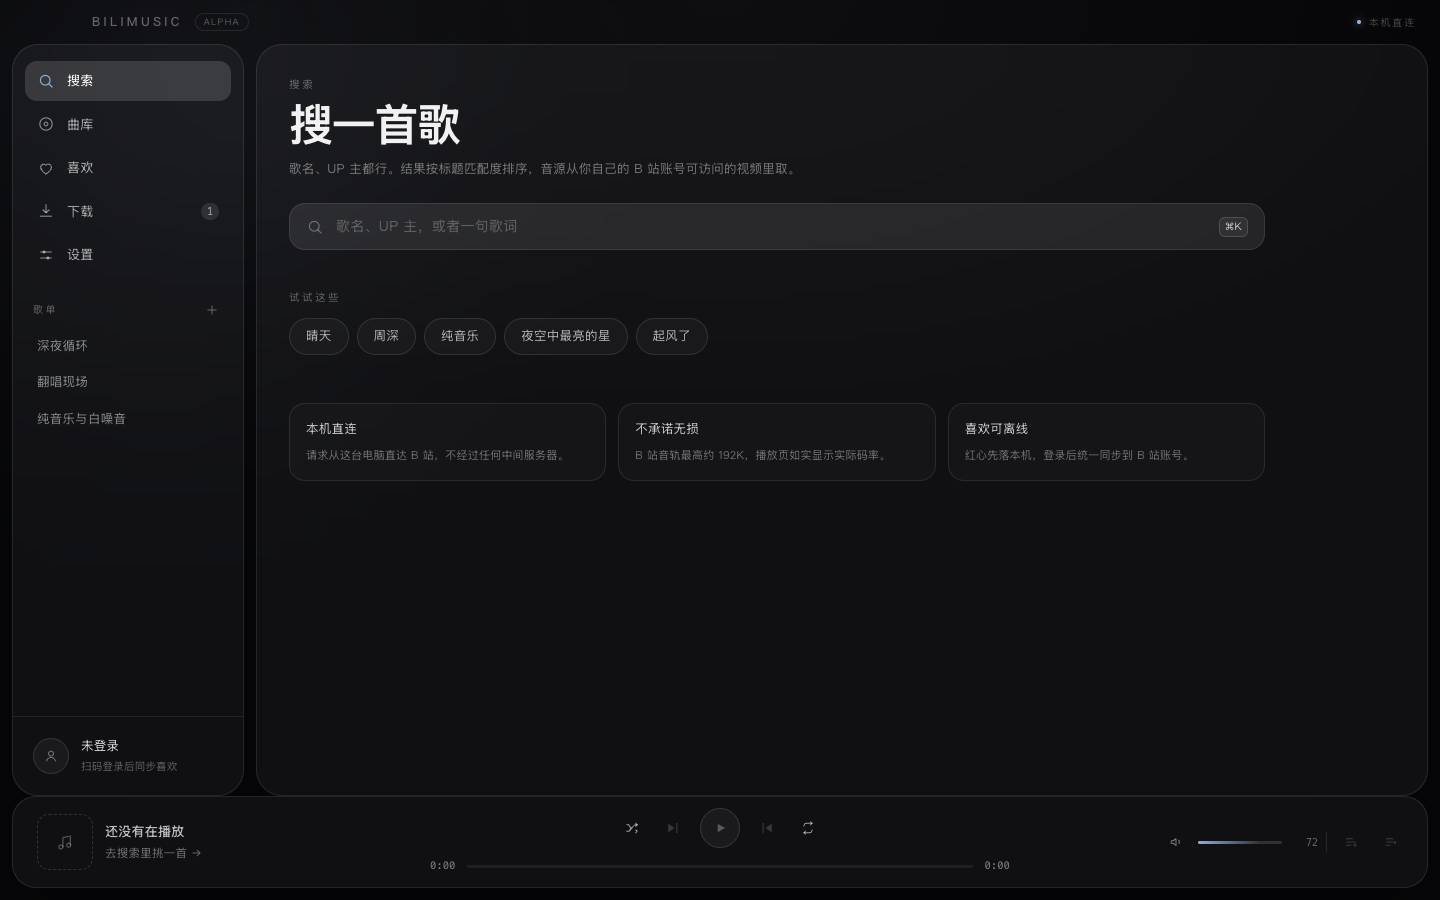 BILIMUSIC ALPHA
本机直连
搜索
曲库
喜欢
下载 1
设置
歌单
深夜循环
翻唱现场
纯音乐与白噪音
未登录
扫码登录后同步喜欢
搜索
搜一首歌
歌名、UP 主都行。结果按标题匹配度排序，音源从你自己的 B 站账号可访问的视频里取。
歌名、UP 主，或者一句歌词 ⌘K
试试这些
晴天 周深 纯音乐 夜空中最亮的星 起风了
本机直连
请求从这台电脑直达 B 站，不经过任何中间服务器。
不承诺无损
B 站音轨最高约 192K，播放页如实显示实际码率。
喜欢可离线
红心先落本机，登录后统一同步到 B 站账号。
还没有在播放
去搜索里挑一首 →
0:00 0:00
72